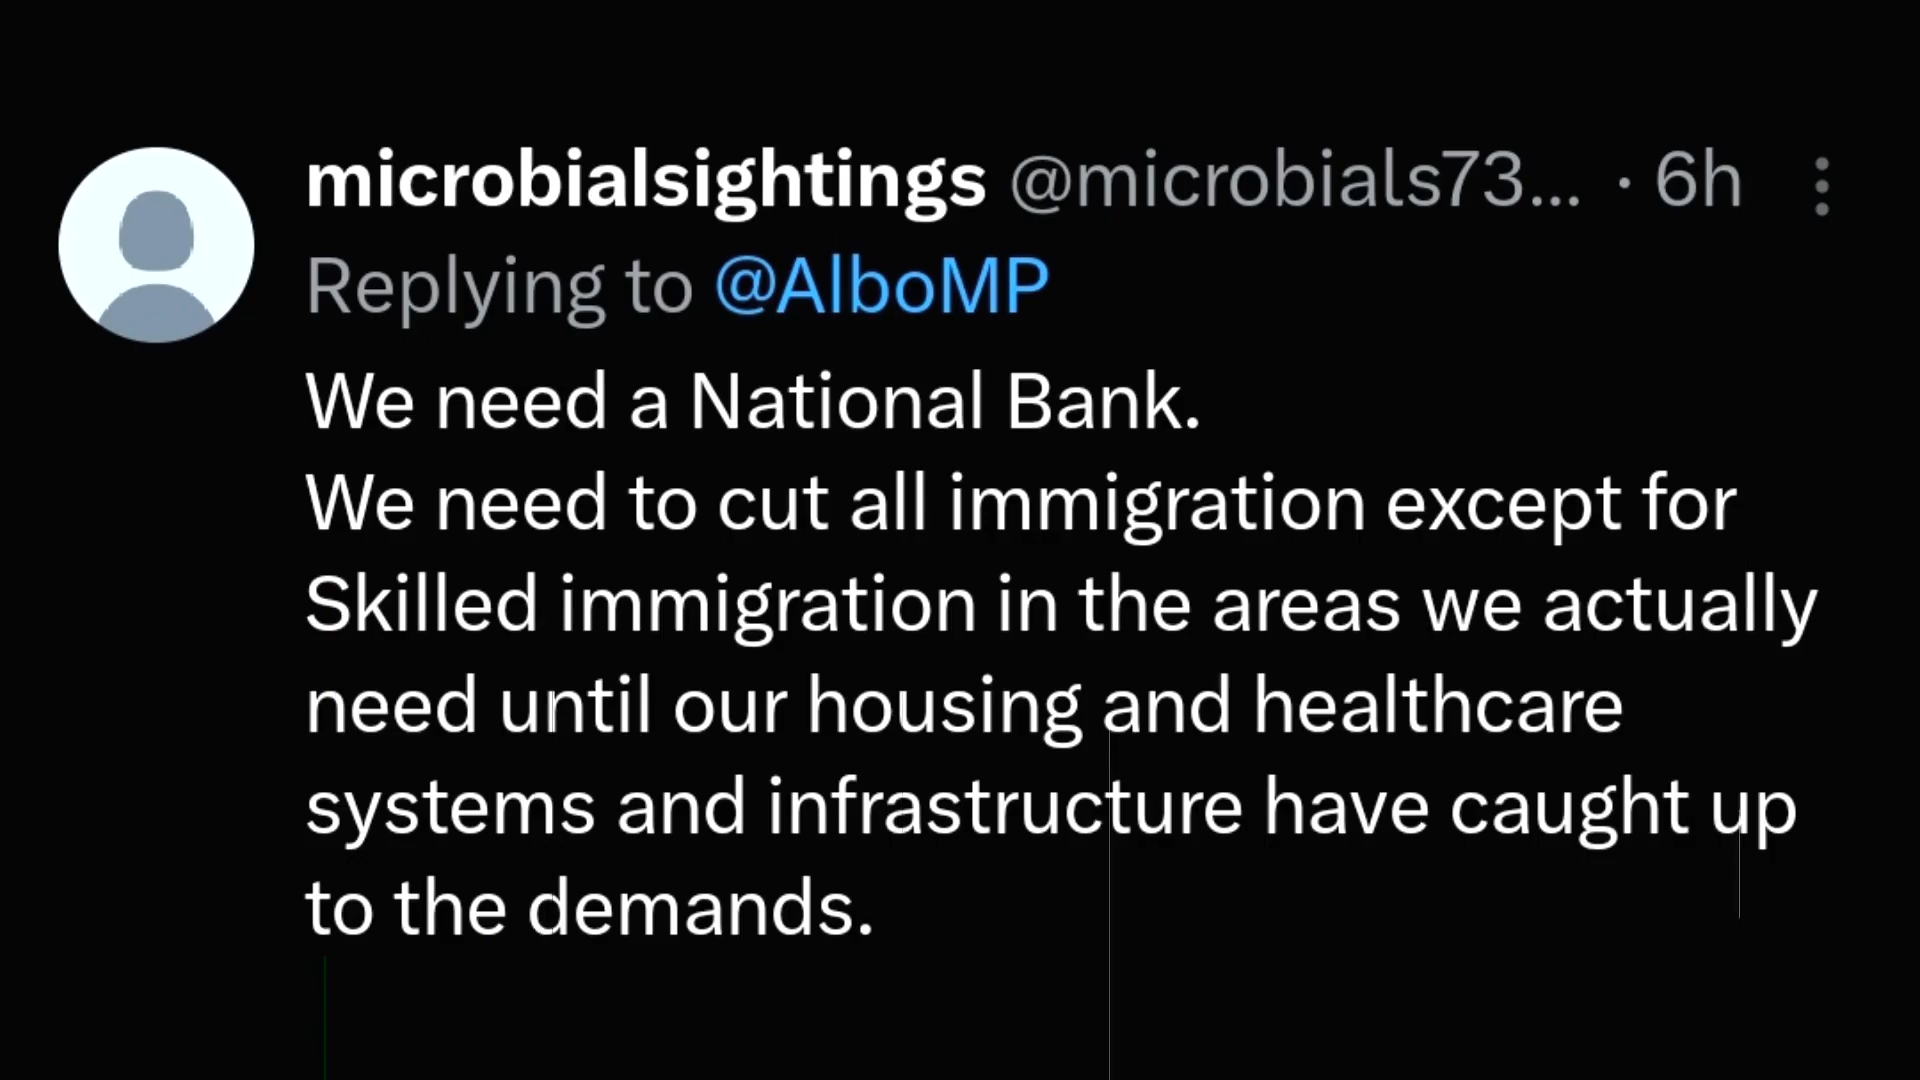 microbialsightings @microbials73... · 6h
Replying to @AlboMP
We need a National Bank.
We need to cut all immigration except for
Skilled immigration in the areas we actually
need until our housing and healthcare
systems and infrastructure have caught up
to the demands.